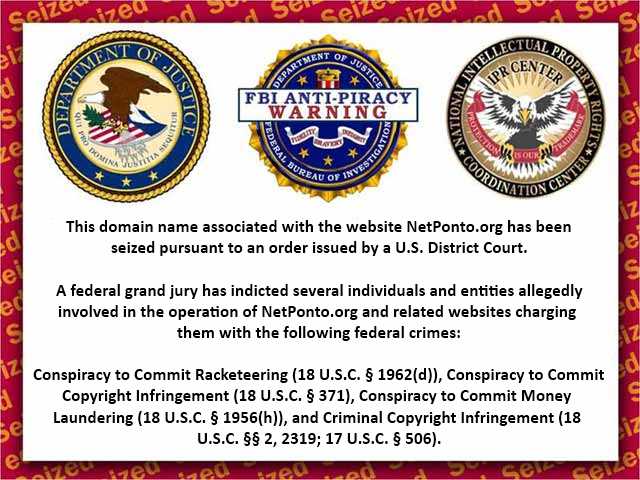 Seized Seized Seized Seized Seized Seized
DEPARTMENT OF JUSTICE
QUI PRO DOMINA JUSTITIA SEQUITUR
DEPARTMENT OF JUSTICE
FBI ANTI-PIRACY
WARNING
FIDELITY BRAVERY INTEGRITY
FEDERAL BUREAU OF INVESTIGATION
NATIONAL INTELLECTUAL PROPERTY RIGHTS
IPR CENTER
PROTECTION IS OUR TRADEMARK
COORDINATION CENTER
This domain name associated with the website NetPonto.org has been
seized pursuant to an order issued by a U.S. District Court.
A federal grand jury has indicted several individuals and entities allegedly
involved in the operation of NetPonto.org and related websites charging
them with the following federal crimes:
Conspiracy to Commit Racketeering (18 U.S.C. § 1962(d)), Conspiracy to Commit
Copyright Infringement (18 U.S.C. § 371), Conspiracy to Commit Money
Laundering (18 U.S.C. § 1956(h)), and Criminal Copyright Infringement (18
U.S.C. §§ 2, 2319; 17 U.S.C. § 506).
Seized Seized Seized Seized Seized Seized